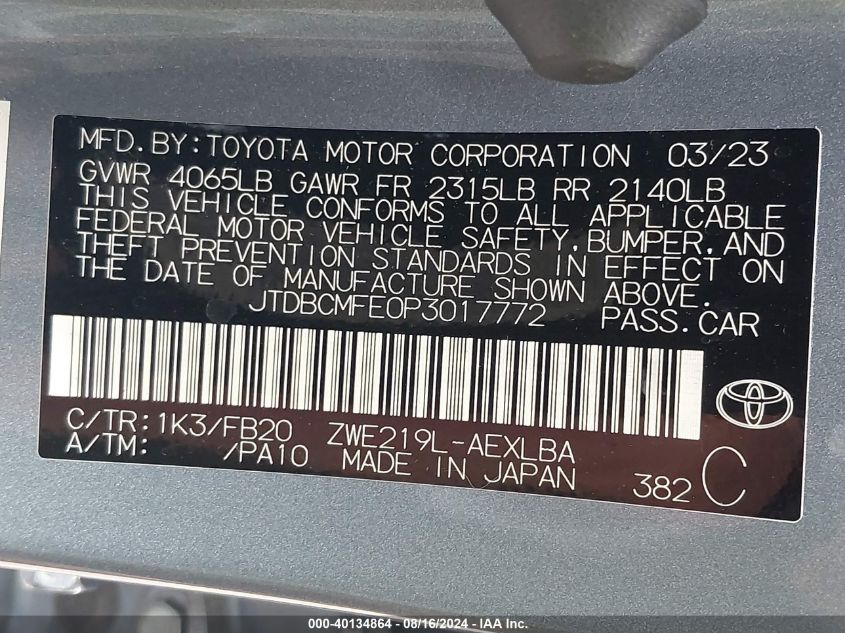 MFD.BY:TOYOTA MOTOR CORPORATION 03/23
GVWR 4065LB GAWR FR 2315LB RR 2140LB
THIS VEHICLE CONFORMS TO ALL APPLICABLE
FEDERAL MOTOR VEHICLE SAFETY,BUMPER,AND
THEFT PREVENTION STANDARDS IN EFFECT ON
THE DATE OF MANUFACTURE SHOWN ABOVE.
JTDBCMFE0P3017772 PASS.CAR
C/TR:1K3/FB20 ZWE219L-AEXLBA
A/TM: /PA10 MADE IN JAPAN
382 C
000-40134864 - 08/16/2024 - IAA Inc.